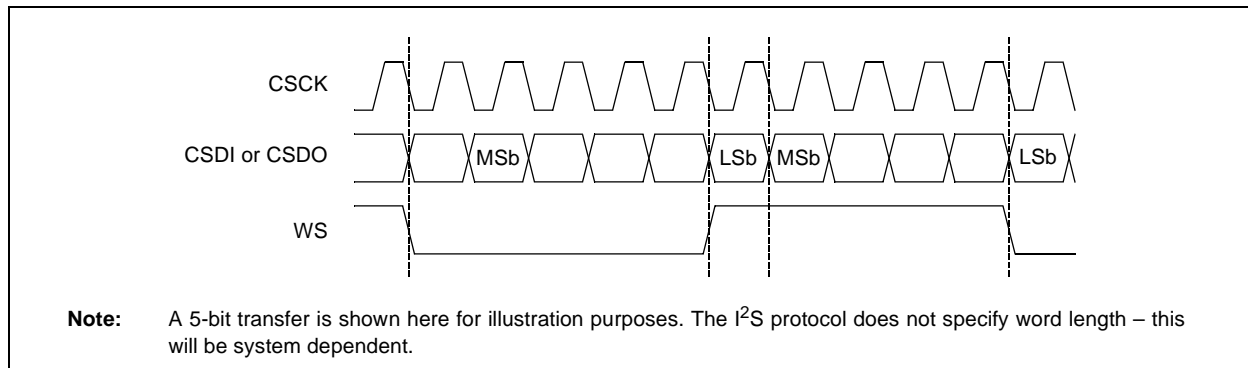 CSCK
CSDI or CSDO
MSb
LSb
MSb
LSb
WS
Note: A 5-bit transfer is shown here for illustration purposes. The I²S protocol does not specify word length – this
will be system dependent.